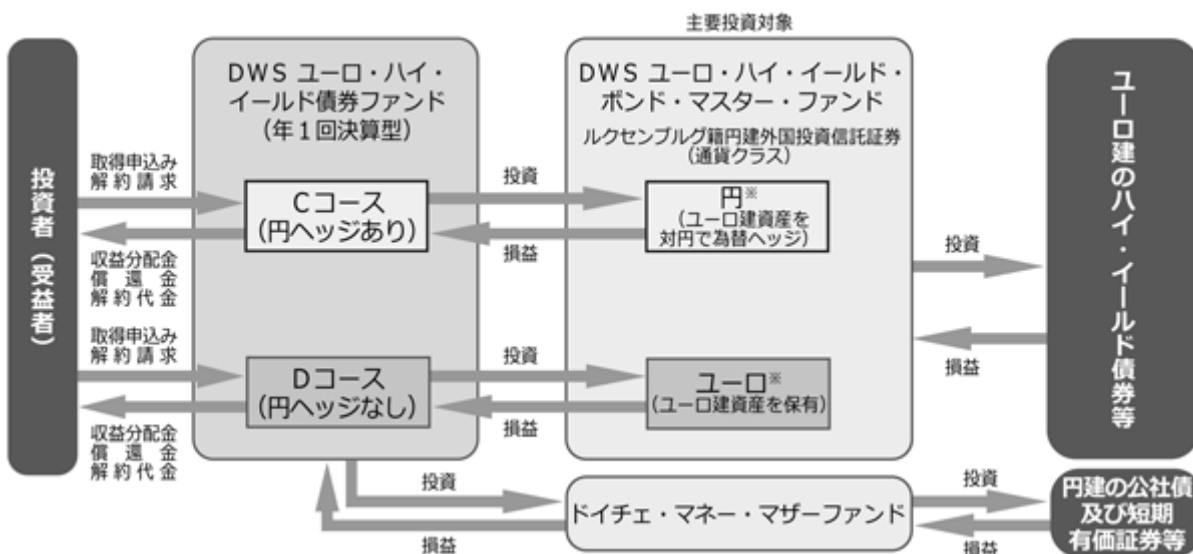 主要投資対象
投資者（受益者）
取得申込み
解約請求
収益分配金
償還金
解約代金
取得申込み
解約請求
収益分配金
償還金
解約代金
DWS ユーロ・ハイ・
イールド債券ファンド
（年１回決算型）
Cコース
（円ヘッジあり）
Dコース
（円ヘッジなし）
投資
損益
投資
損益
DWS ユーロ・ハイ・イールド・
ボンド・マスター・ファンド
ルクセンブルグ籍円建外国投資信託証券
（通貨クラス）
円※
（ユーロ建資産を
対円で為替ヘッジ）
ユーロ※
（ユーロ建資産を保有）
投資
損益
ユーロ建のハイ・イールド債券等
投資
損益
ドイチェ・マネー・マザーファンド
投資
損益
円建の公社債
及び短期
有価証券等